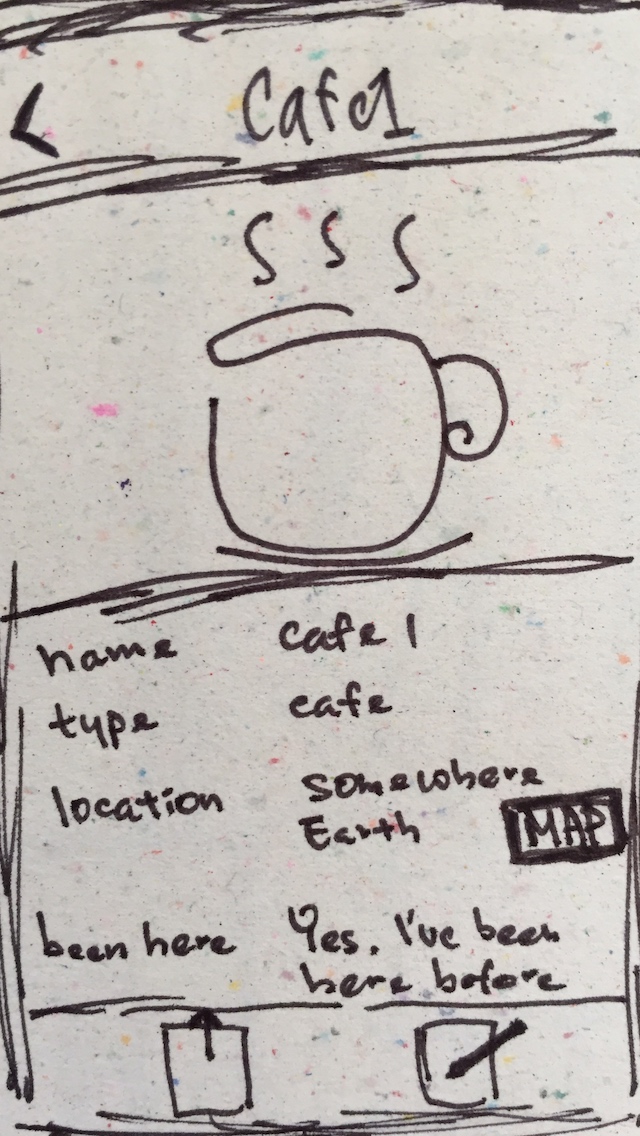 Cafe1
name cafe 1
type cafe
location somewhere
Earth MAP
been here Yes, I've been
here before